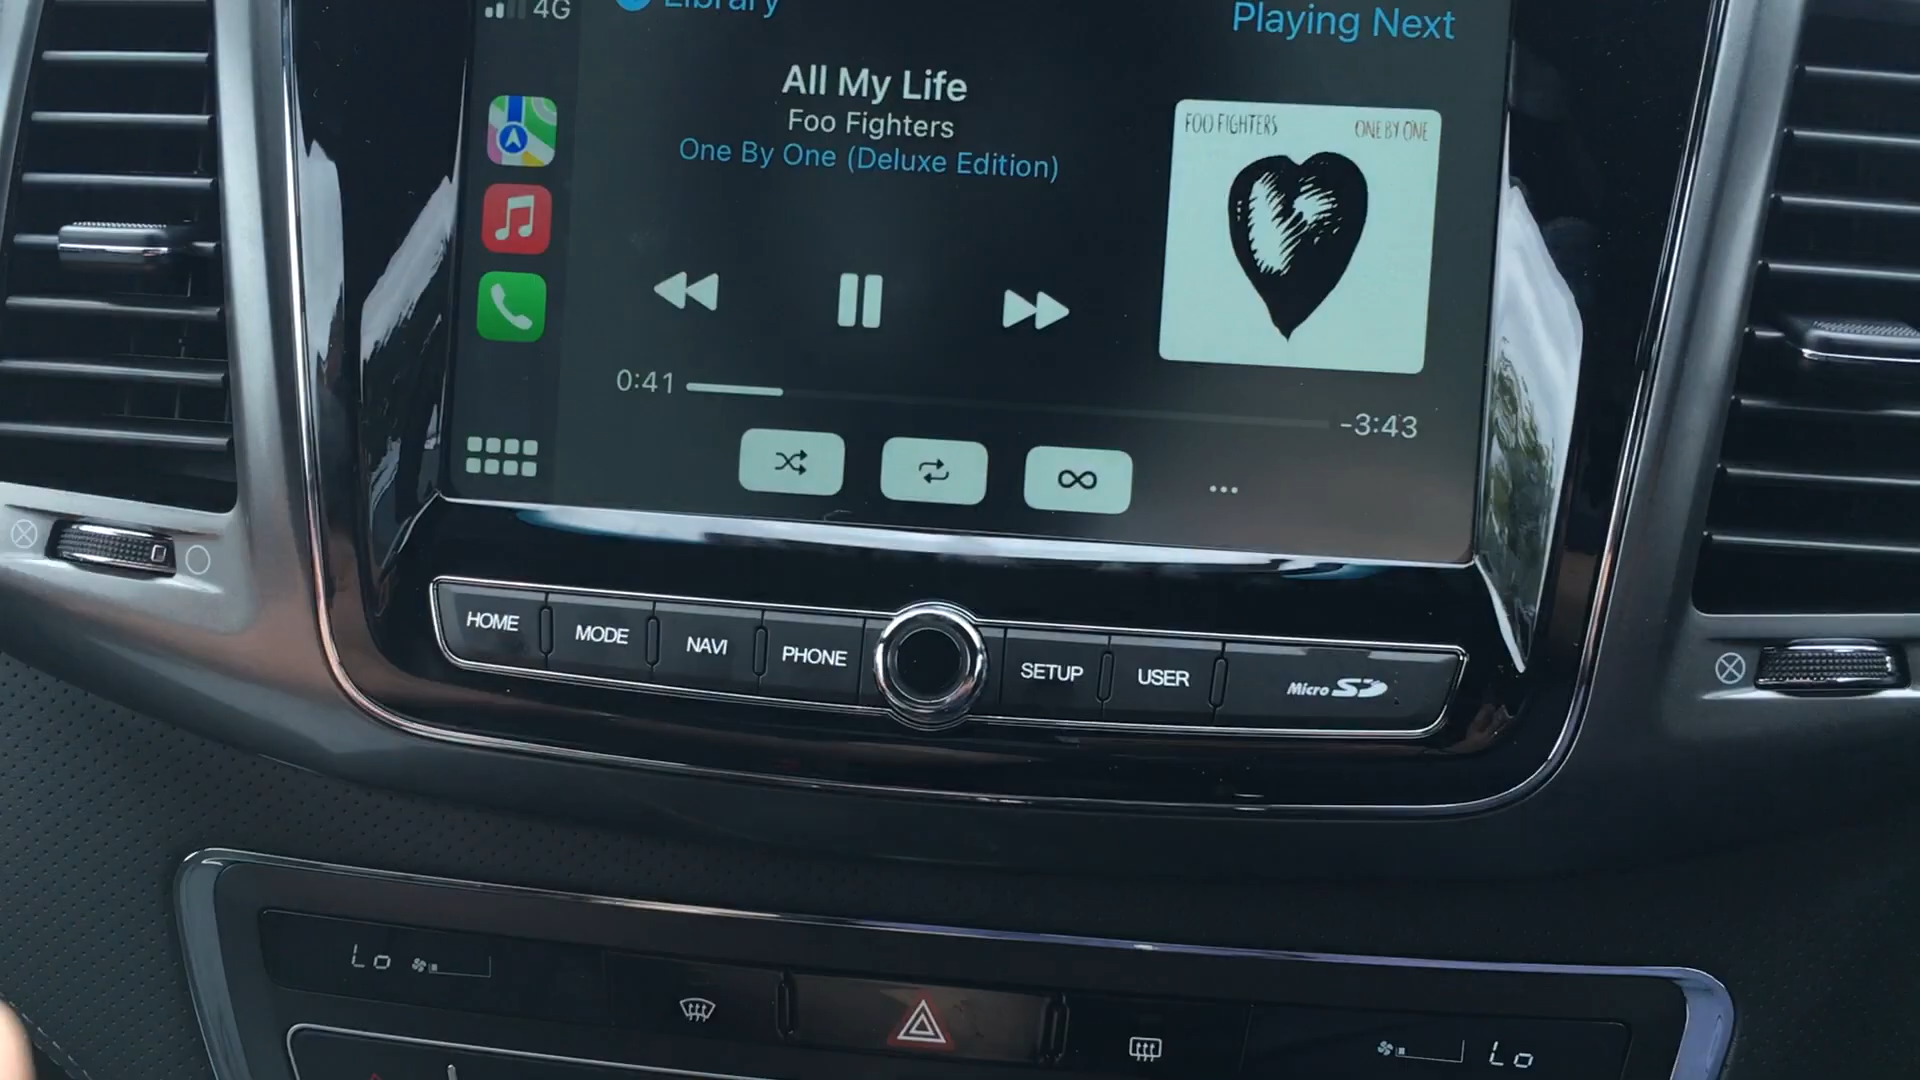 4G
Library
Playing Next
All My Life
Foo Fighters
One By One (Deluxe Edition)
FOO FIGHTERS ONE BY ONE
0:41
-3:43
HOME MODE NAVI PHONE SETUP USER Micro SD
Lo
Lo